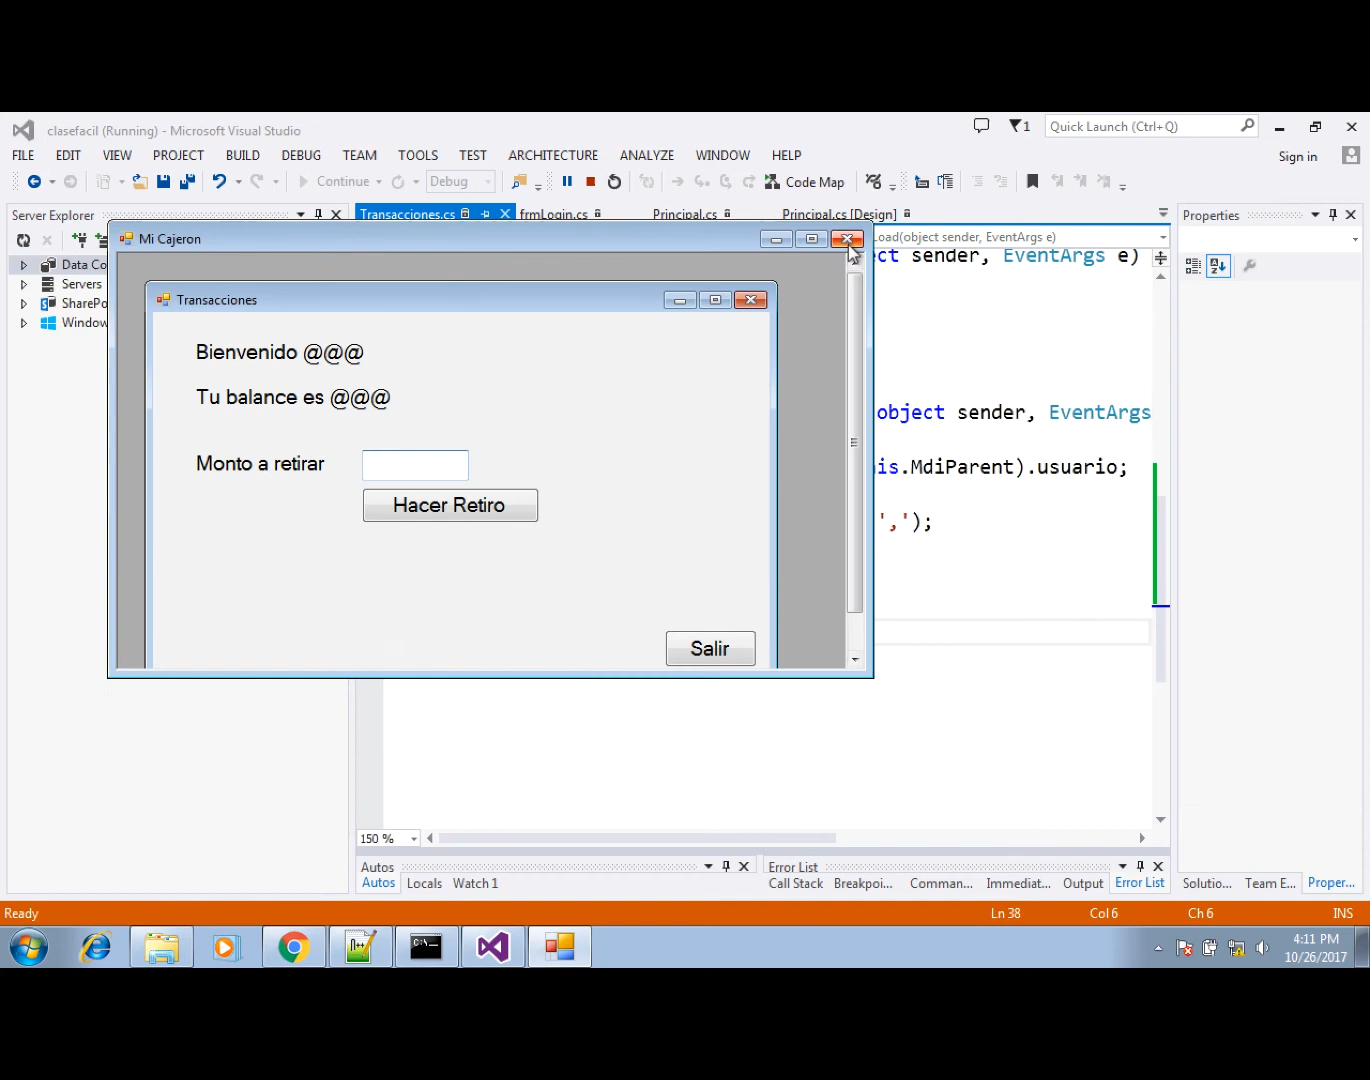 clasefacil (Running) - Microsoft Visual Studio
1
Quick Launch (Ctrl+Q)
FILE EDIT VIEW PROJECT BUILD DEBUG TEAM TOOLS TEST ARCHITECTURE ANALYZE WINDOW HELP
Sign in
Continue Debug Code Map
Server Explorer
Transacciones.cs frmLogin.cs Principal.cs Principal.cs [Design]
Properties
Mi Cajeron
Load(object sender, EventArgs e)
ct sender, EventArgs e)
Data Co
Servers
SharePo
Window
Transacciones
Bienvenido @@@
Tu balance es @@@
object sender, EventArgs
Monto a retirar
is.MdiParent).usuario;
Hacer Retiro
',');
Salir
150 %
Autos
Error List
Autos Locals Watch 1
Call Stack Breakpoi... Comman... Immediat... Output Error List
Solutio... Team E... Proper...
Ready
Ln 38 Col 6 Ch 6 INS
C:\.
4:11 PM
10/26/2017